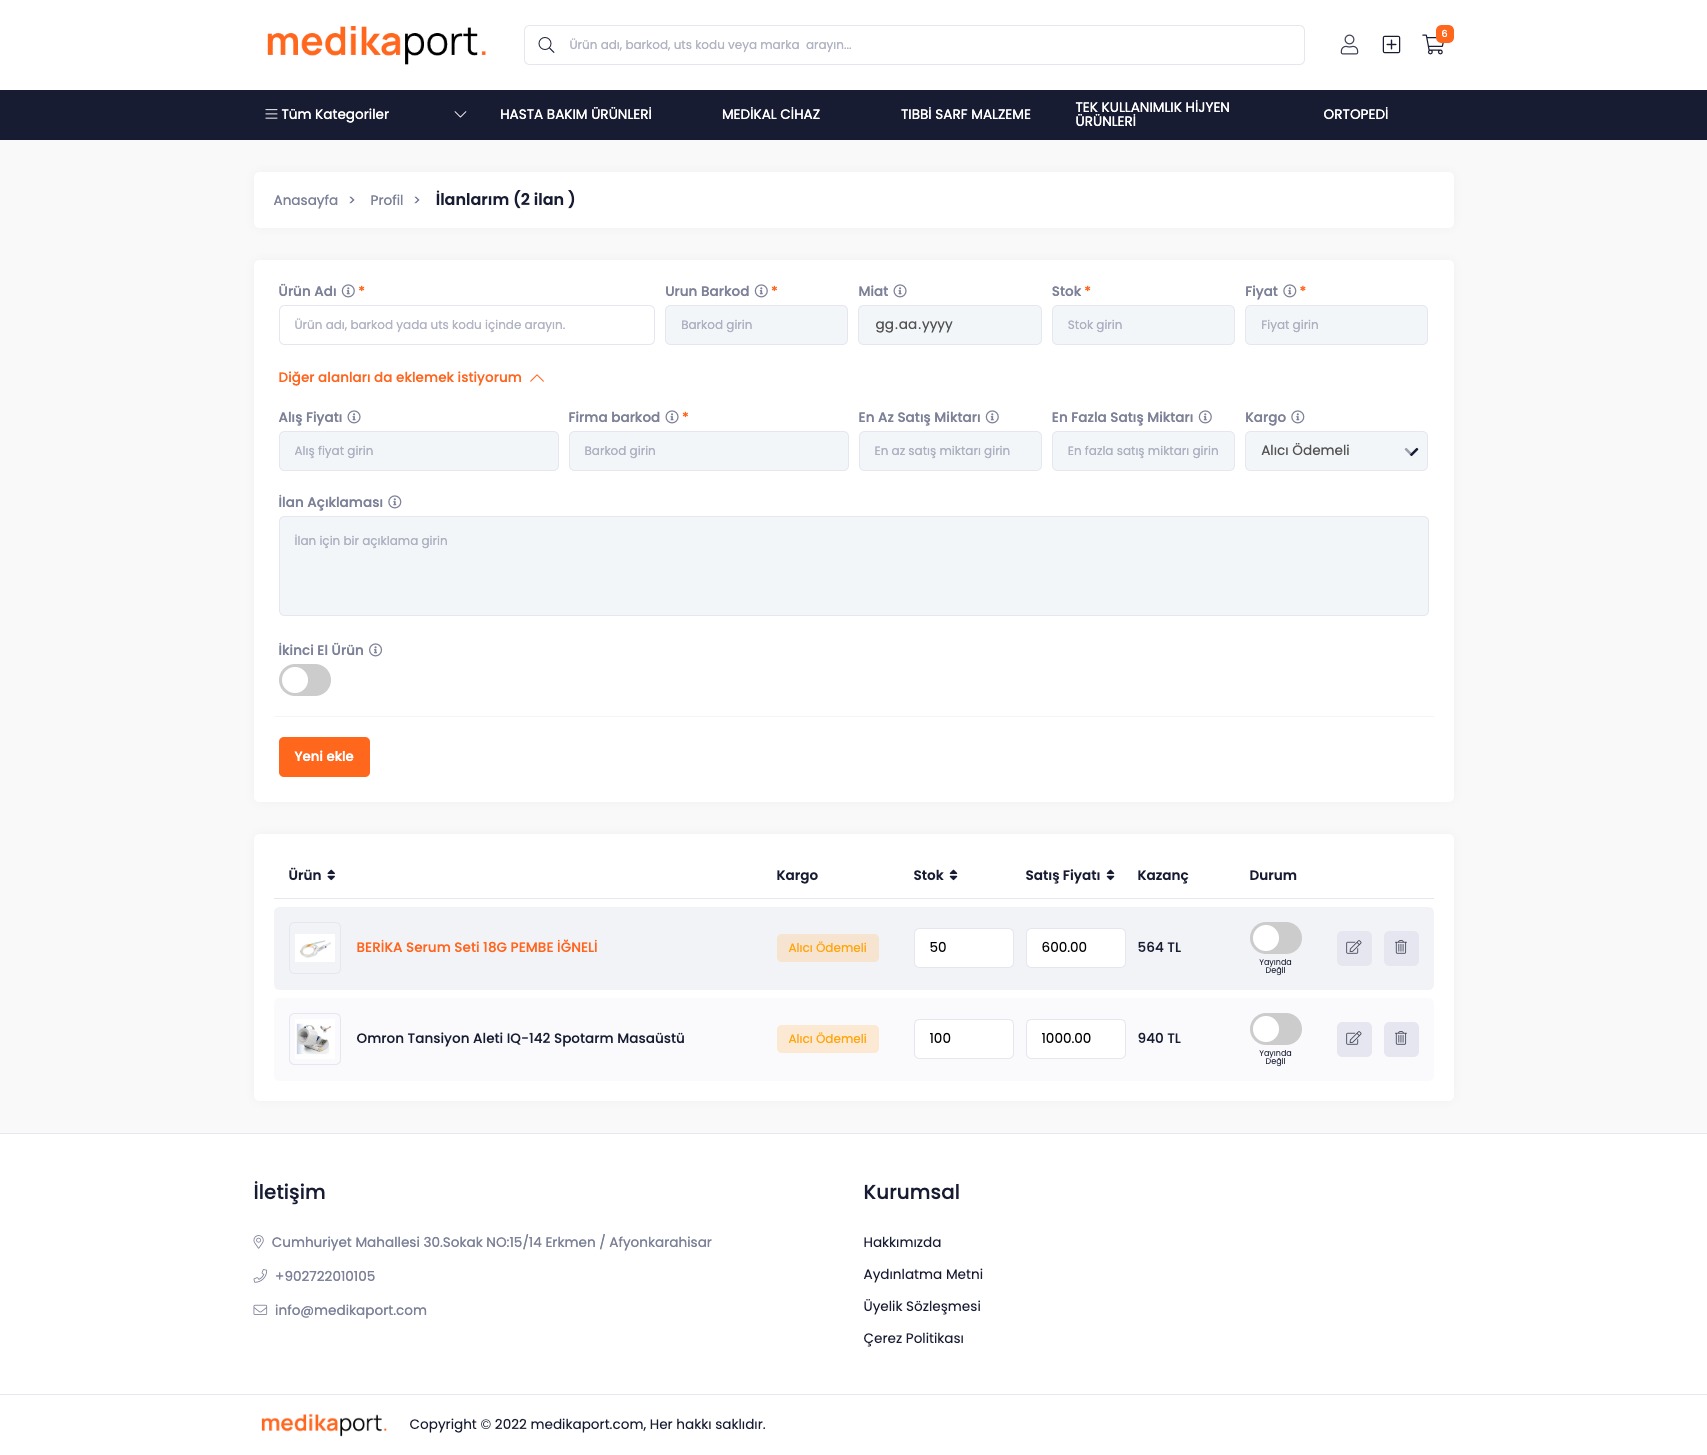 medikaport.
Ürün adı, barkod, uts kodu veya marka arayın...
6
Tüm Kategoriler
HASTA BAKIM ÜRÜNLERİ
MEDİKAL CİHAZ
TIBBİ SARF MALZEME
TEK KULLANIMLIK HİJYEN
ÜRÜNLERİ
ORTOPEDİ
Anasayfa > Profil > İlanlarım (2 ilan )
Ürün Adı *
Urun Barkod *
Miat
Stok *
Fiyat *
Ürün adı, barkod yada uts kodu içinde arayın.
Barkod girin
gg.aa.yyyy
Stok girin
Fiyat girin
Diğer alanları da eklemek istiyorum
Alış Fiyatı
Firma barkod *
En Az Satış Miktarı
En Fazla Satış Miktarı
Kargo
Alış fiyat girin
Barkod girin
En az satış miktarı girin
En fazla satış miktarı girin
Alıcı Ödemeli
İlan Açıklaması
İlan için bir açıklama girin
İkinci El Ürün
Yeni ekle
Ürün
Kargo
Stok
Satış Fiyatı
Kazanç
Durum
BERİKA Serum Seti 18G PEMBE İĞNELİ
Alıcı Ödemeli
50
600.00
564 TL
Yayında
Değil
Omron Tansiyon Aleti IQ-142 Spotarm Masaüstü
Alıcı Ödemeli
100
1000.00
940 TL
Yayında
Değil
İletişim
Cumhuriyet Mahallesi 30.Sokak NO:15/14 Erkmen / Afyonkarahisar
+902722010105
info@medikaport.com
Kurumsal
Hakkımızda
Aydınlatma Metni
Üyelik Sözleşmesi
Çerez Politikası
medikaport.
Copyright © 2022 medikaport.com, Her hakkı saklıdır.